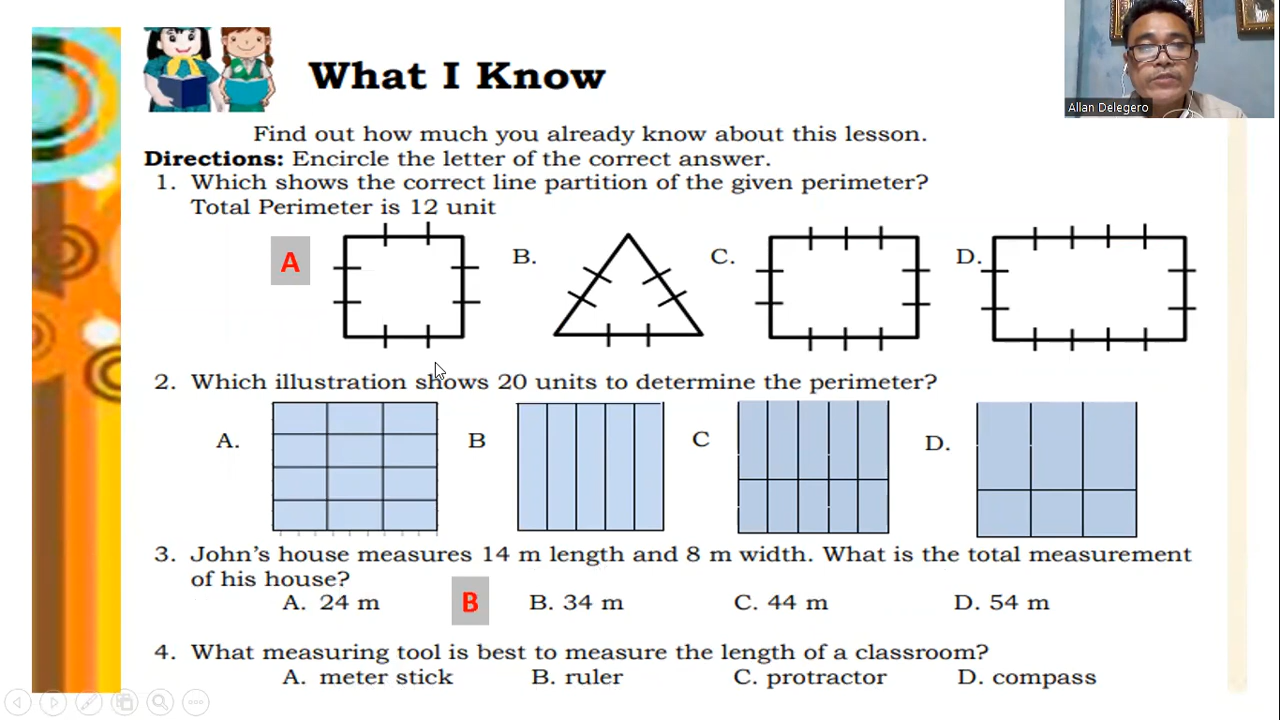 What I Know
Allan Delegero
Find out how much you already know about this lesson.
Directions: Encircle the letter of the correct answer.
1. Which shows the correct line partition of the given perimeter?
Total Perimeter is 12 unit
A B. C. D.
2. Which illustration shows 20 units to determine the perimeter?
A. B C D.
3. John's house measures 14 m length and 8 m width. What is the total measurement
of his house?
A. 24 m B B. 34 m C. 44 m D. 54 m
4. What measuring tool is best to measure the length of a classroom?
A. meter stick B. ruler C. protractor D. compass